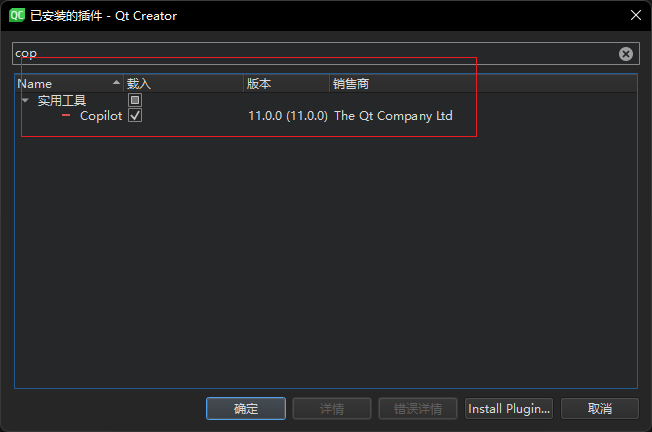 QC 已安装的插件 - Qt Creator
cop
Name 载入 版本 销售商
实用工具
Copilot 11.0.0 (11.0.0) The Qt Company Ltd
确定 详情 错误详情 Install Plugin... 取消